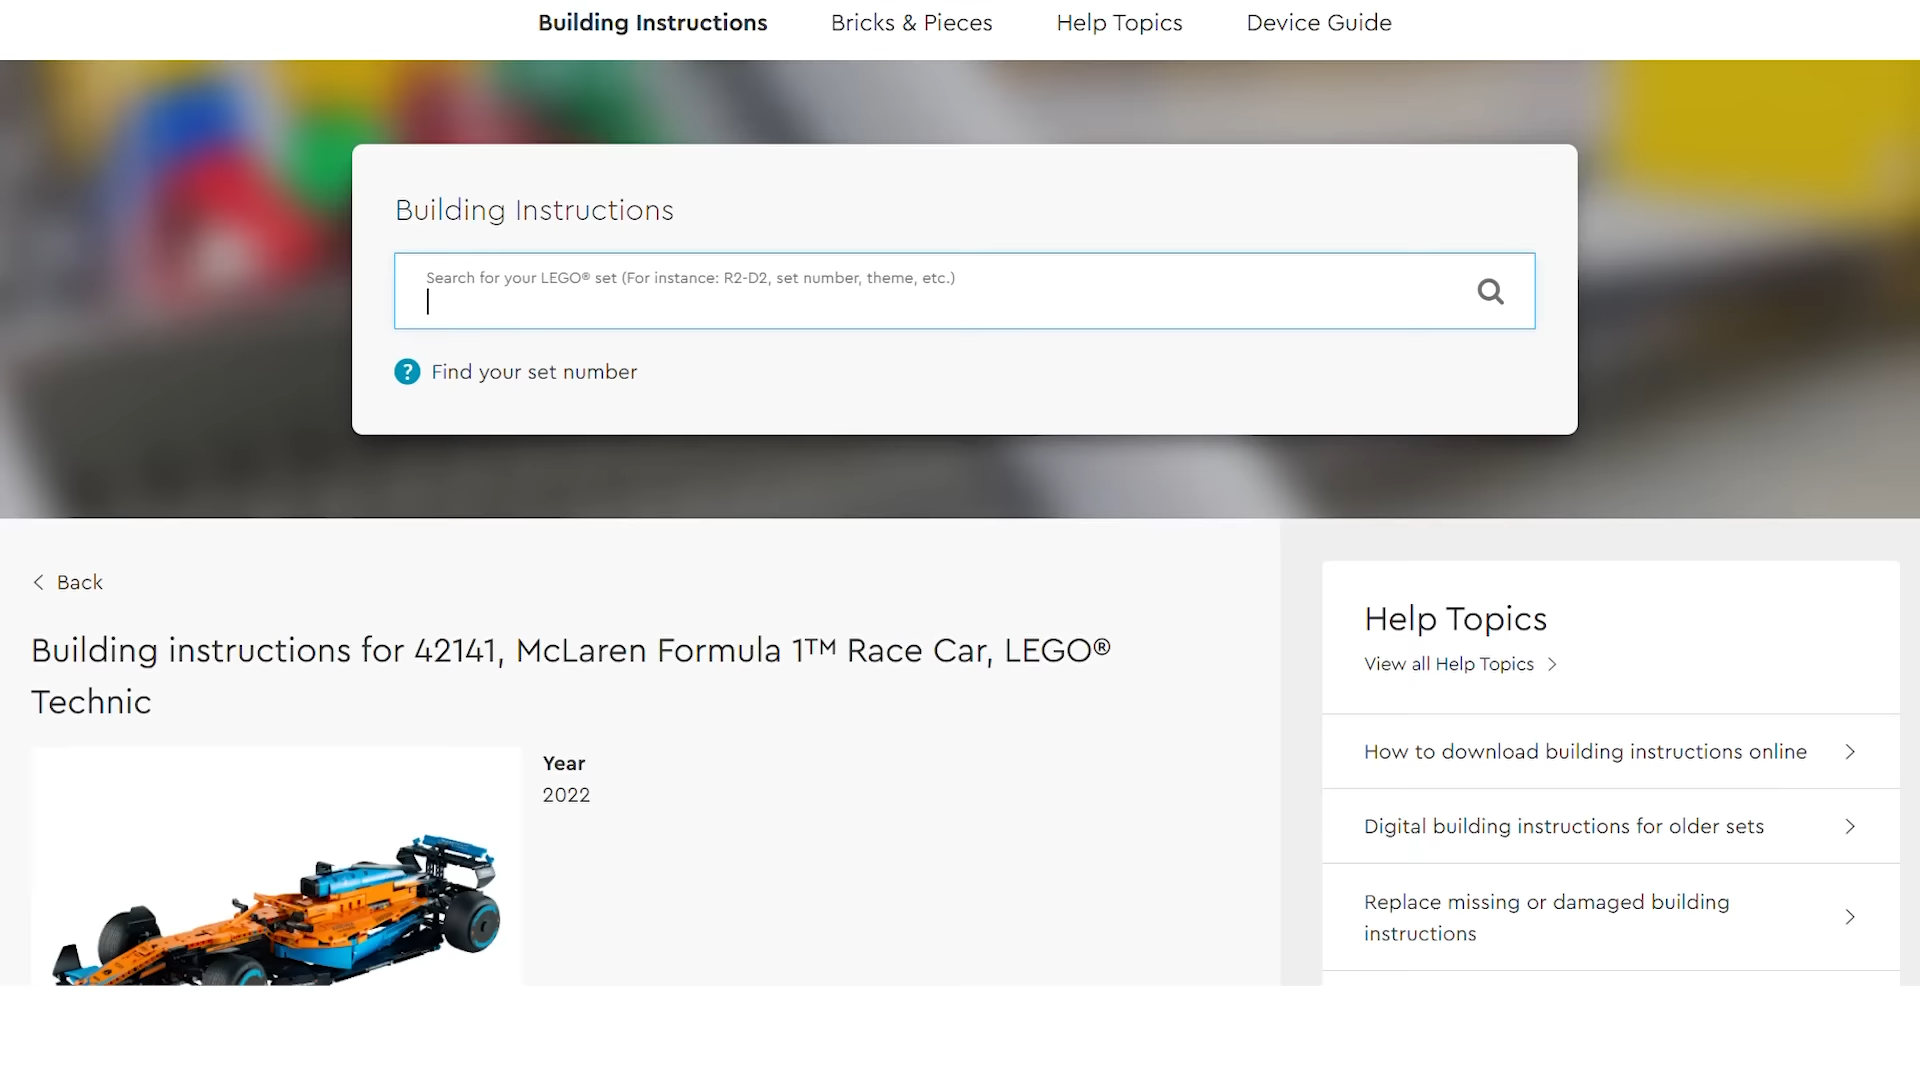 Building Instructions
Bricks & Pieces
Help Topics
Device Guide
Building Instructions
Search for your LEGO® set (For instance: R2-D2, set number, theme, etc.)
? Find your set number
Back
Building instructions for 42141, McLaren Formula 1™ Race Car, LEGO®
Technic
Year
2022
Help Topics
View all Help Topics
How to download building instructions online
Digital building instructions for older sets
Replace missing or damaged building
instructions